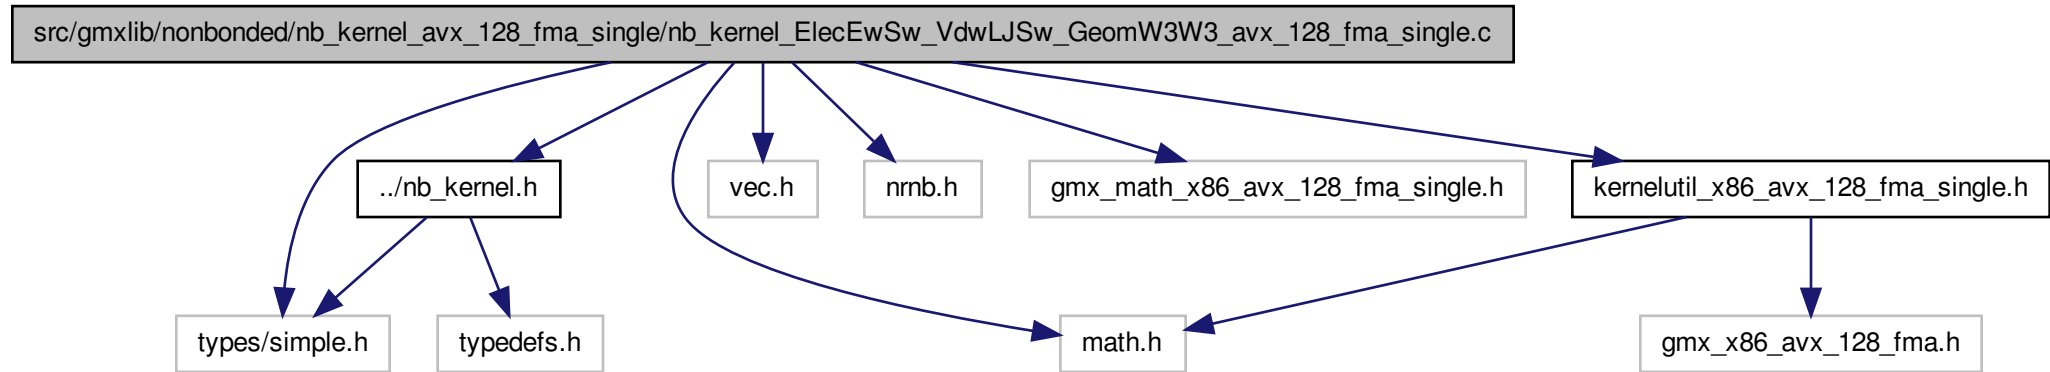 src/gmxlib/nonbonded/nb_kernel_avx_128_fma_single/nb_kernel_ElecEwSw_VdwLJSw_GeomW3W3_avx_128_fma_single.c
../nb_kernel.h
vec.h
nrnb.h
gmx_math_x86_avx_128_fma_single.h
kernelutil_x86_avx_128_fma_single.h
types/simple.h
typedefs.h
math.h
gmx_x86_avx_128_fma.h